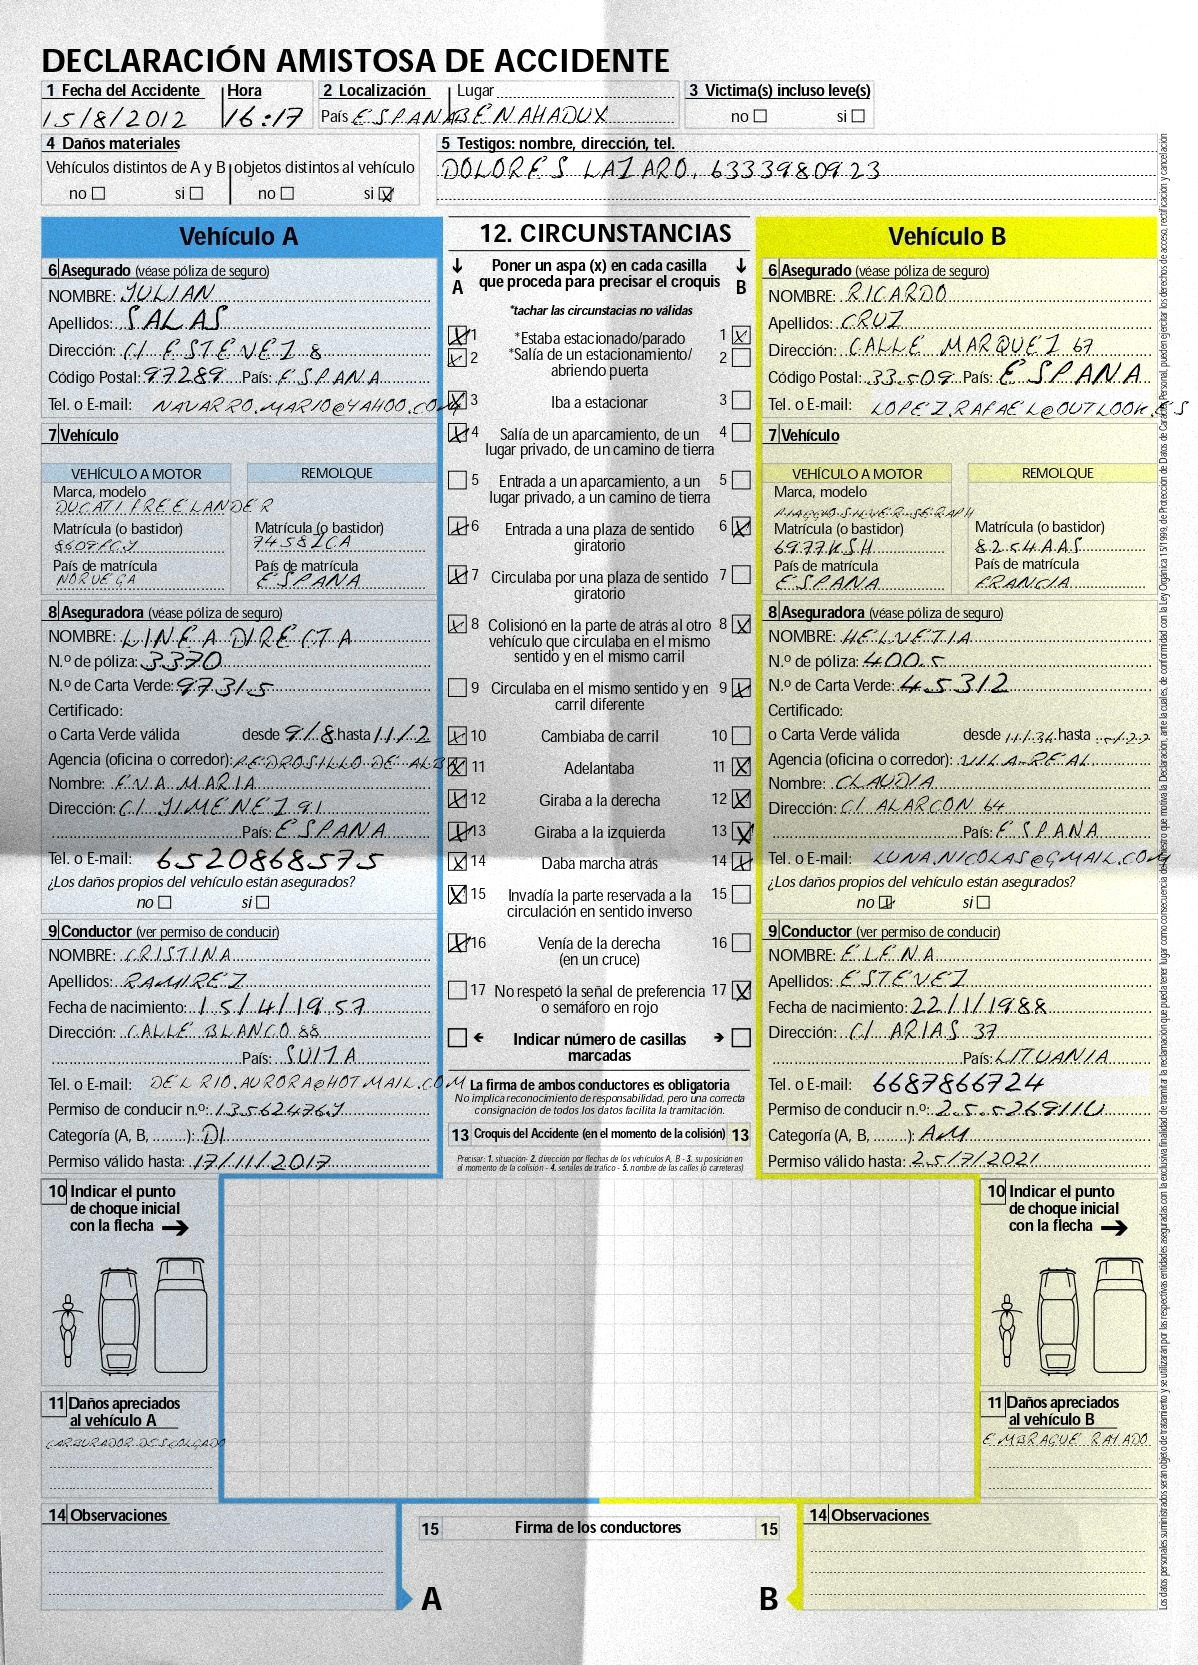 DECLARACIÓN AMISTOSA DE ACCIDENTE
1 Fecha del Accidente Hora 2 Localización Lugar 3 Victima(s) incluso leve(s)
15/8/2012 16:17 País ESPANA BENAHADUX no si
4 Daños materiales 5 Testigos: nombre, dirección, tel.
Vehículos distintos de A y B objetos distintos al vehículo DOLORES LAZARO, 6333980923
no si no si X
Vehículo A 12. CIRCUNSTANCIAS Vehículo B
Poner un aspa (x) en cada casilla que proceda para precisar el croquis
A B
*tachar las circunstacias no válidas
6 Asegurado (véase póliza de seguro)
NOMBRE: JULIAN
Apellidos: SALAS
Dirección: C/ ESTEVEZ 8
Código Postal: 97289 País: ESPANA
Tel. o E-mail: NAVARRO.MARIO@YAHOO.COM
7 Vehículo
VEHÍCULO A MOTOR REMOLQUE
Marca, modelo
DUCATI FREELANDER
Matrícula (o bastidor) Matrícula (o bastidor)
8607FCJ 7458ICA
País de matrícula País de matrícula
NORUEGA ESPANA
8 Aseguradora (véase póliza de seguro)
NOMBRE: LINEA DIRECTA
N.º de póliza: 3370
N.º de Carta Verde: 97315
Certificado:
o Carta Verde válida desde 9/8 hasta 11/2
Agencia (oficina o corredor): PEDROSILLO DE ALBA
Nombre: EVA MARIA
Dirección: C/ JIMENEZ 91
País: ESPANA
Tel. o E-mail: 6520868575
¿Los daños propios del vehículo están asegurados?
no si
9 Conductor (ver permiso de conducir)
NOMBRE: CRISTINA
Apellidos: RAMIREZ
Fecha de nacimiento: 15/4/1957
Dirección: CALLE BLANCO 88
País: SUIZA
Tel. o E-mail: DELRIO.AURORA@HOTMAIL.COM
Permiso de conducir n.º: 13562476J
Categoría (A, B, ........): D1
Permiso válido hasta: 17/11/2017
X 1 *Estaba estacionado/parado 1 X
X 2 *Salía de un estacionamiento/ 2
abriendo puerta
X 3 Iba a estacionar 3
X 4 Salía de un aparcamiento, de un 4
lugar privado, de un camino de tierra
5 Entrada a un aparcamiento, a un 5
lugar privado, a un camino de tierra
X 6 Entrada a una plaza de sentido 6 X
giratorio
X 7 Circulaba por una plaza de sentido 7
giratorio
X 8 Colisionó en la parte de atrás al otro 8 X
vehículo que circulaba en el mismo
sentido y en el mismo carril
9 Circulaba en el mismo sentido y en 9 X
carril diferente
X 10 Cambiaba de carril 10
X 11 Adelantaba 11 X
X 12 Giraba a la derecha 12 X
X 13 Giraba a la izquierda 13 X
X 14 Daba marcha atrás 14 X
X 15 Invadía la parte reservada a la 15
circulación en sentido inverso
X 16 Venía de la derecha 16
(en un cruce)
17 No respetó la señal de preferencia 17 X
o semáforo en rojo
Indicar número de casillas
marcadas
La firma de ambos conductores es obligatoria
No implica reconocimiento de responsabilidad, pero una correcta
consignación de todos los datos facilita la tramitación.
13 Croquis del Accidente (en el momento de la colisión) 13
Precisar: 1. situación- 2. dirección por flechas de los vehículos A, B - 3. su posición en
el momento de la colisión - 4. señales de tráfico - 5. nombre de las calles (o carreteras)
6 Asegurado (véase póliza de seguro)
NOMBRE: RICARDO
Apellidos: CRUZ
Dirección: CALLE MARQUEZ 67
Código Postal: 33509 País: ESPANA
Tel. o E-mail: LOPEZ.RAFAEL@OUTLOOK.ES
7 Vehículo
VEHÍCULO A MOTOR REMOLQUE
Marca, modelo
PIAGGIO SILVER SERAPH
Matrícula (o bastidor) Matrícula (o bastidor)
6977KSH 8254AAS
País de matrícula País de matrícula
ESPANA FRANCIA
8 Aseguradora (véase póliza de seguro)
NOMBRE: HELVETIA
N.º de póliza: 4005
N.º de Carta Verde: 45312
Certificado:
o Carta Verde válida desde hasta
Agencia (oficina o corredor): VILA-REAL
Nombre: CLAUDIA
Dirección: C/ ALARCON 64
País: ESPANA
Tel. o E-mail: LUNA.NICOLAS@GMAIL.COM
¿Los daños propios del vehículo están asegurados?
no X si
9 Conductor (ver permiso de conducir)
NOMBRE: ELENA
Apellidos: ESTEVEZ
Fecha de nacimiento: 22/1/1988
Dirección: C/ ARIAS 37
País: LITUANIA
Tel. o E-mail: 6687866724
Permiso de conducir n.º: 25526911U
Categoría (A, B, ........): AM
Permiso válido hasta: 25/7/2021
10 Indicar el punto
de choque inicial
con la flecha
11 Daños apreciados
al vehículo A
CARBURADOR DESCOLGADO
14 Observaciones
10 Indicar el punto
de choque inicial
con la flecha
11 Daños apreciados
al vehículo B
EMBRAGUE RAYADO
14 Observaciones
15 Firma de los conductores 15
A B
Los datos personales suministrados serán objeto de tratamiento y se utilizarán por las respectivas entidades aseguradas con la exclusiva finalidad de tramitar la reclamación que pueda tener lugar como consecuencia del siniestro que motiva la Declaración, ante la cuales, de conformidad con la Ley Orgánica 15/1999, de Protección de Datos de Carácter Personal, pueden ejercitar los derechos de acceso, rectificación y cancelación